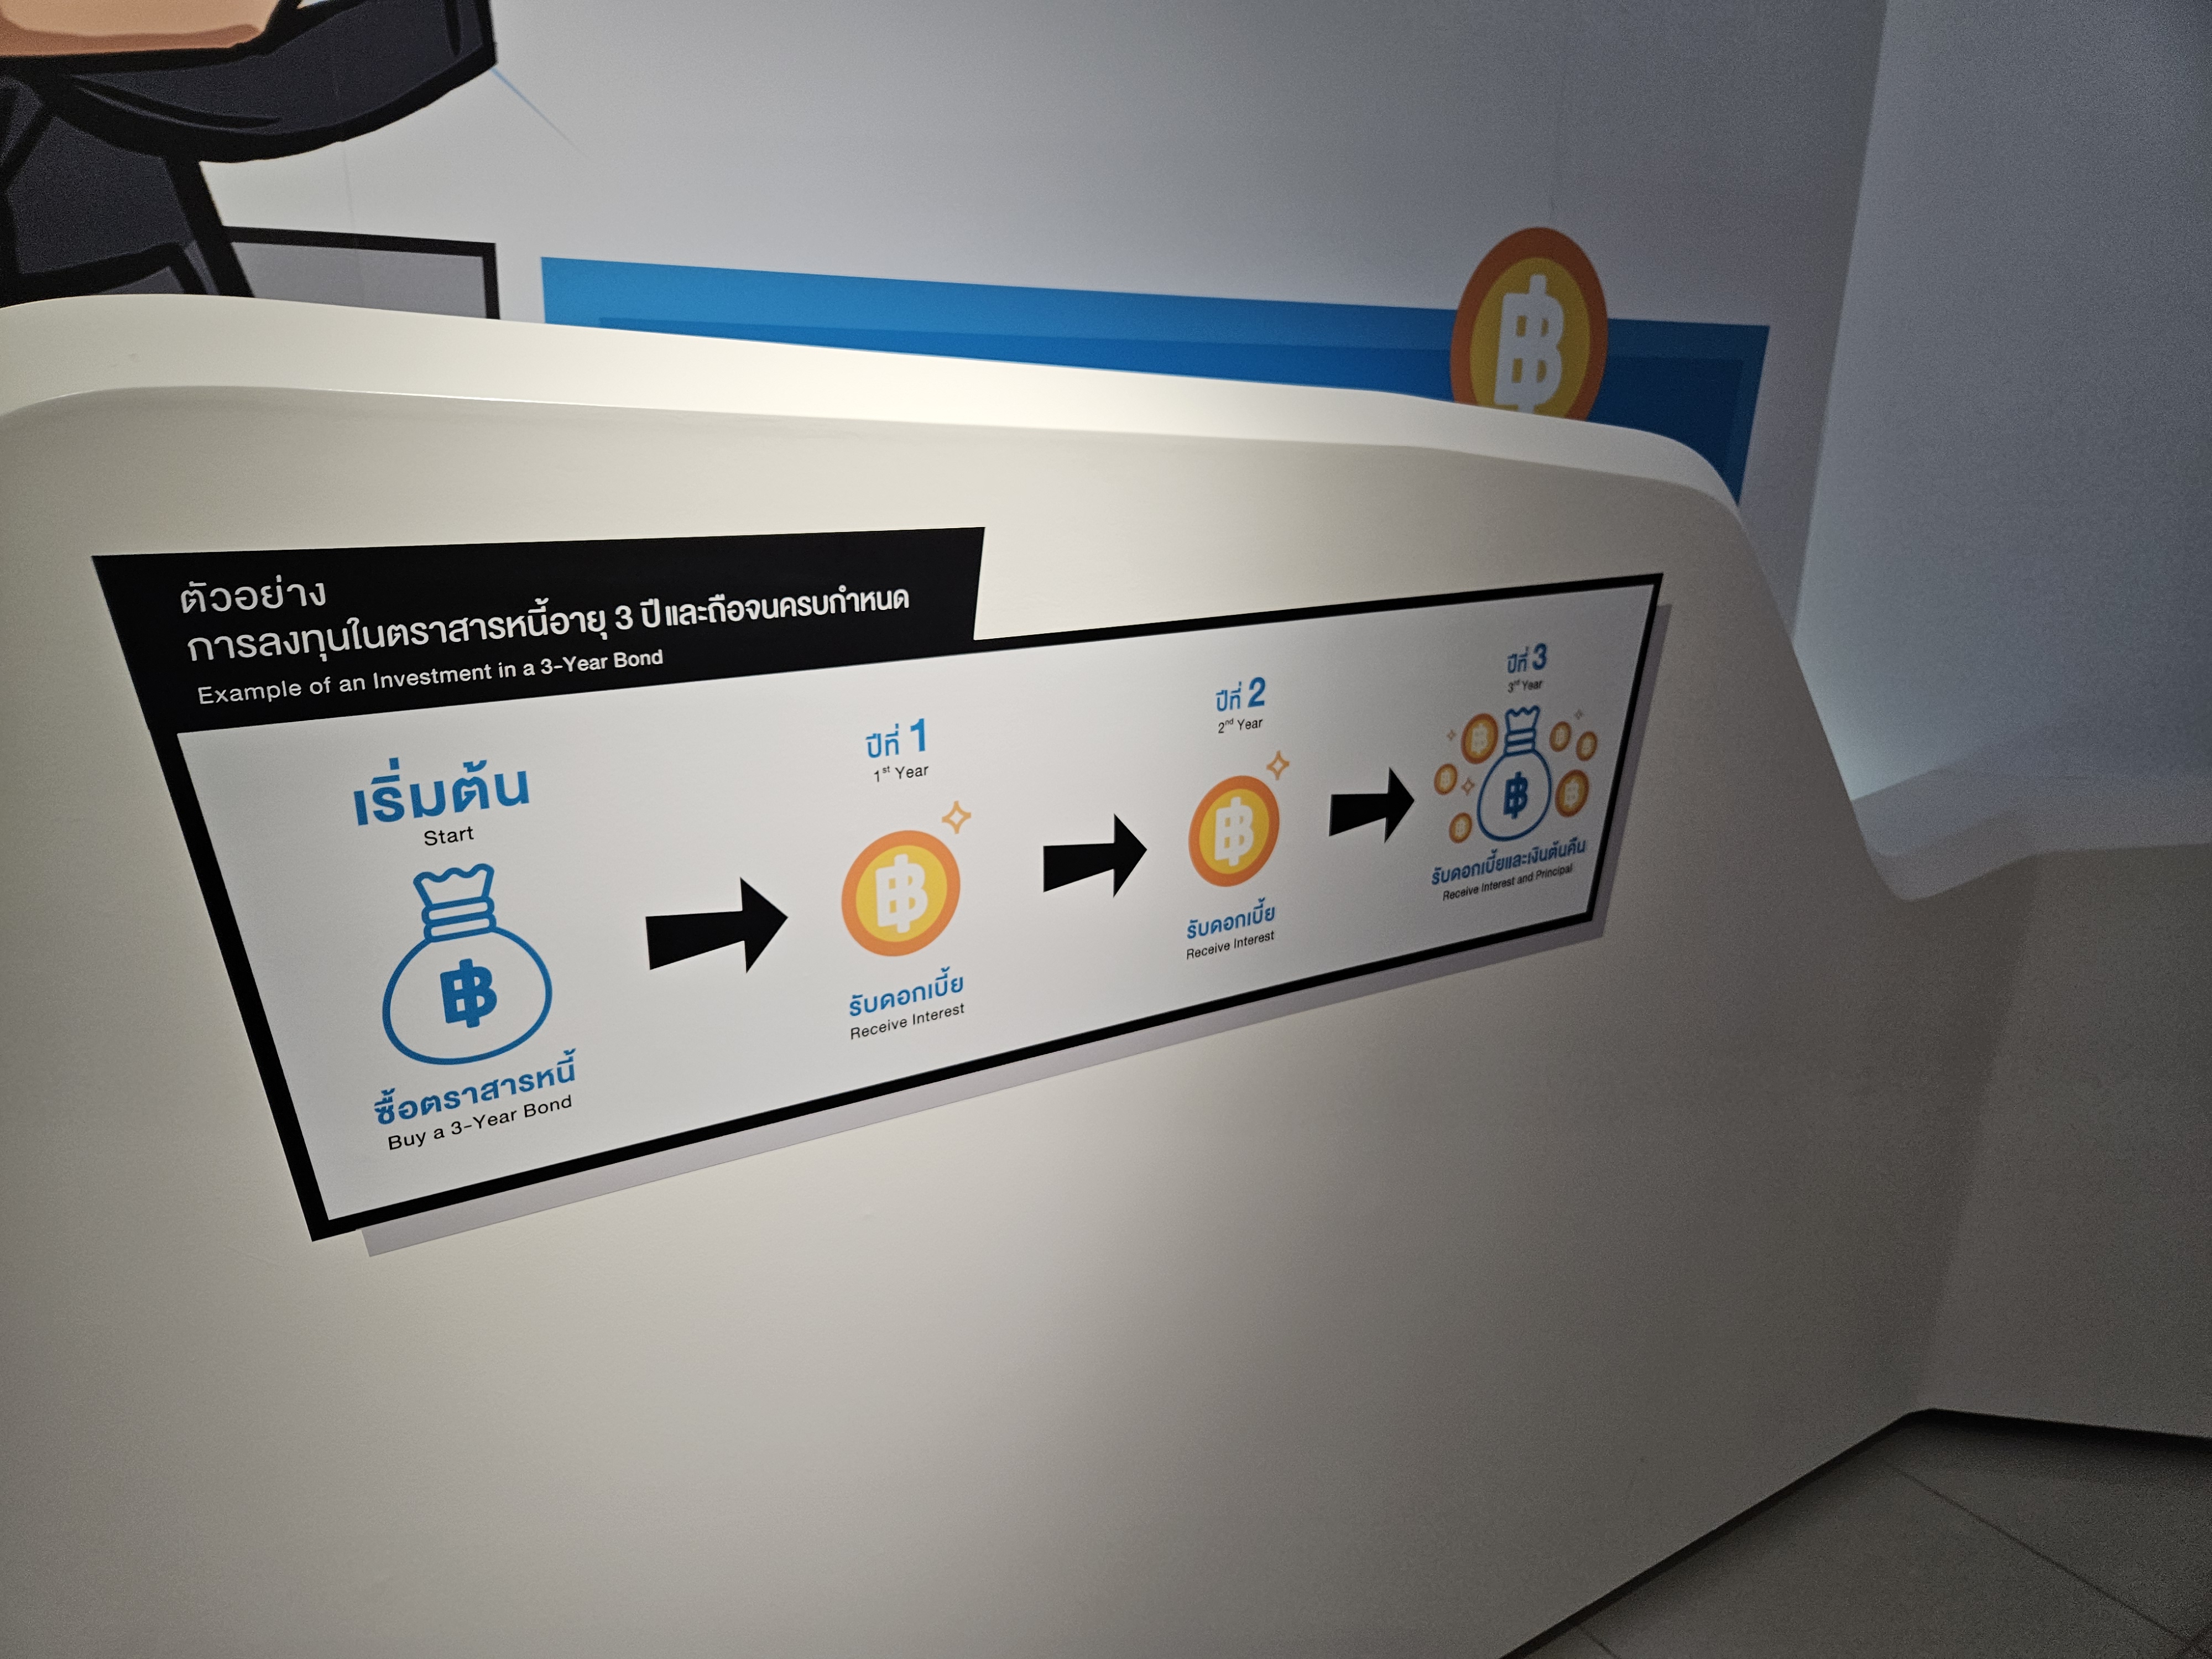 ตัวอย่าง
การลงทุนในตราสารหนี้อายุ 3 ปี และถือจนครบกำหนด
Example of an Investment in a 3-Year Bond
เริ่มต้น
Start
฿
ซื้อตราสารหนี้
Buy a 3-Year Bond
ปีที่ 1
1st Year
฿
รับดอกเบี้ย
Receive Interest
ปีที่ 2
2nd Year
฿
รับดอกเบี้ย
Receive Interest
ปีที่ 3
3rd Year
฿
รับดอกเบี้ยและเงินต้นคืน
Receive Interest and Principal
฿